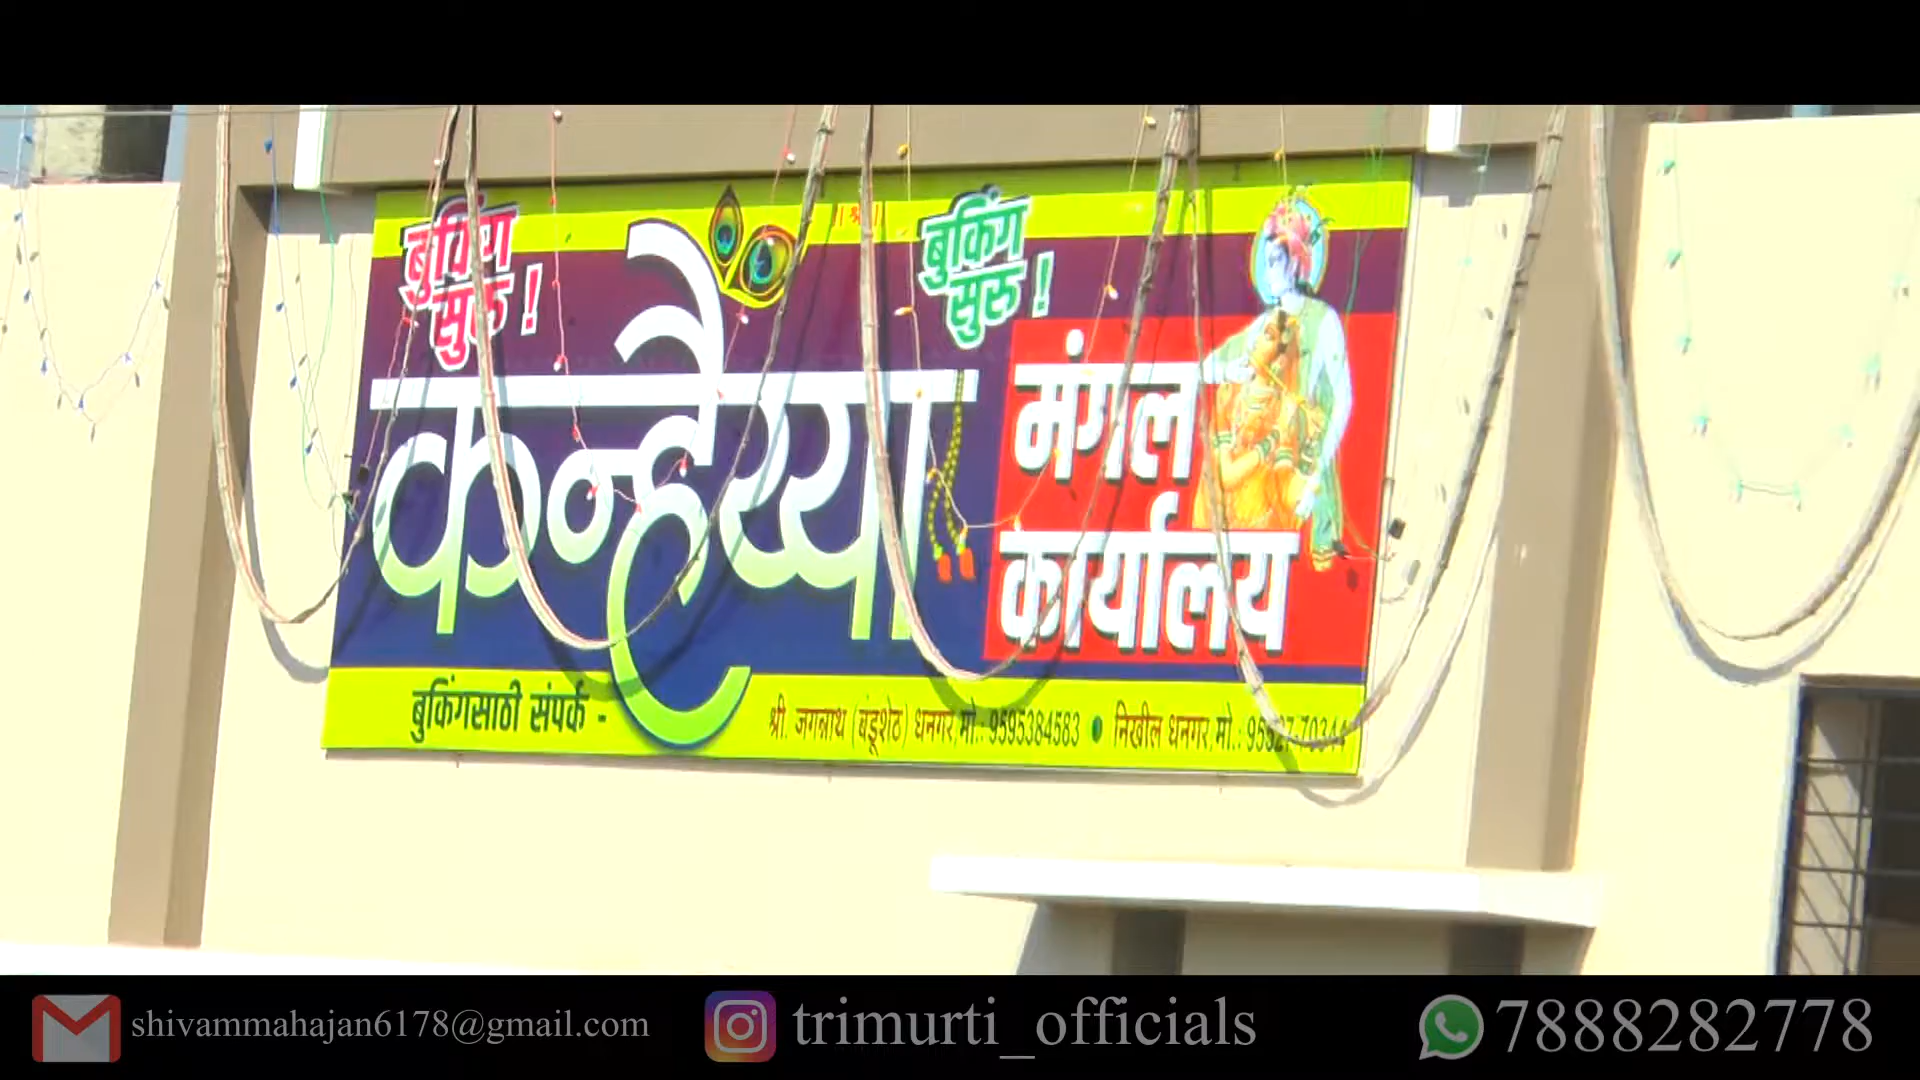 ॥ श्री ॥
बुकिंग
सुरु !
बुकिंग
सुरु !
कन्हैय्या
मंगल
कार्यालय
बुकिंगसाठी संपर्क -
श्री. जगन्नाथ (बंडूशेठ) धनगर, मो.: 9595384583 ● निखील धनगर, मो.:
shivammahajan6178@gmail.com
trimurti_officials
7888282778